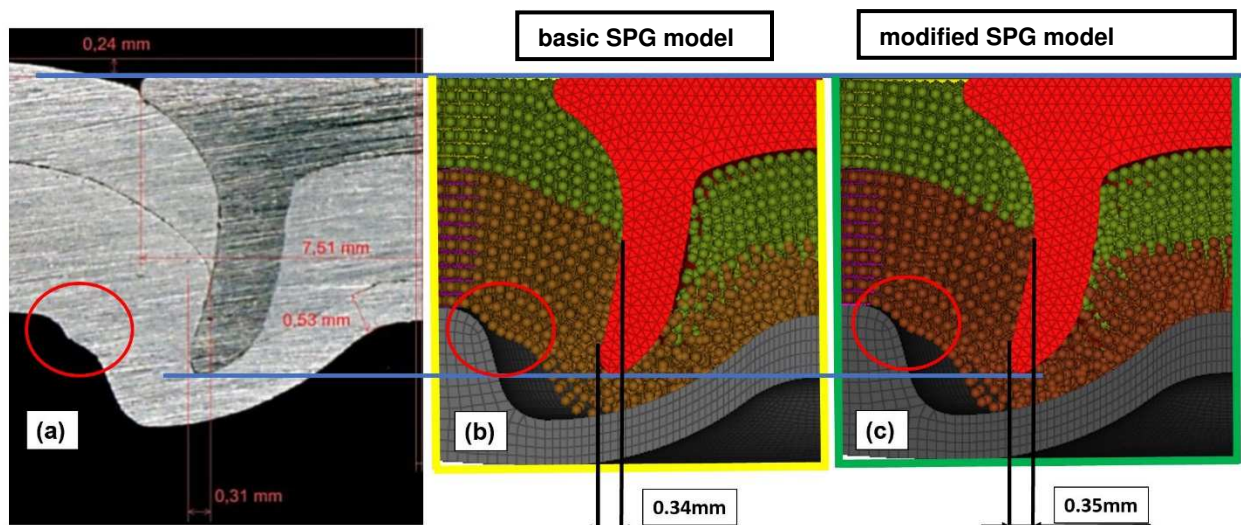 basic SPG model
modified SPG model
0,24 mm
7,51 mm
0,53 mm
(a)
(b)
(c)
0,31 mm
0.34mm
0.35mm